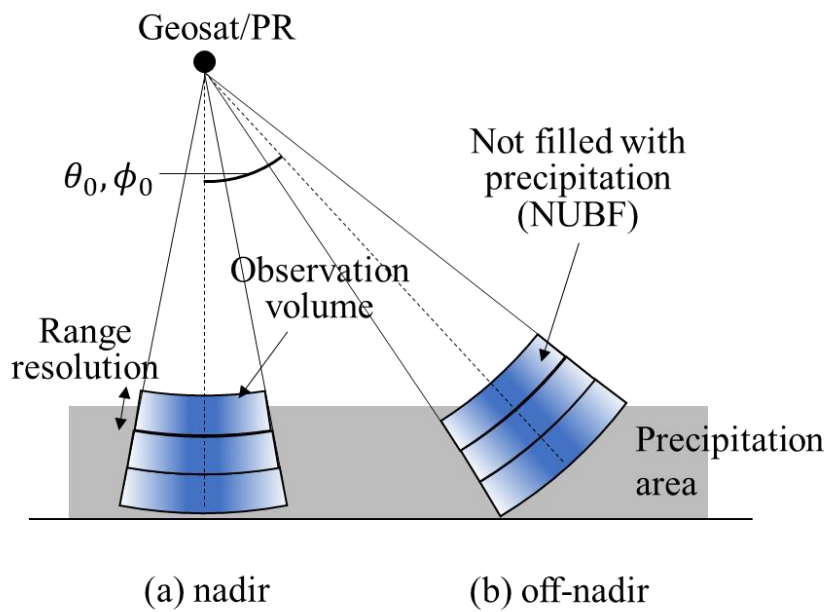 Geosat/PR
θ₀, ϕ₀
Not filled with
precipitation
(NUBF)
Observation
volume
Range
resolution
Precipitation
area
(a) nadir
(b) off-nadir